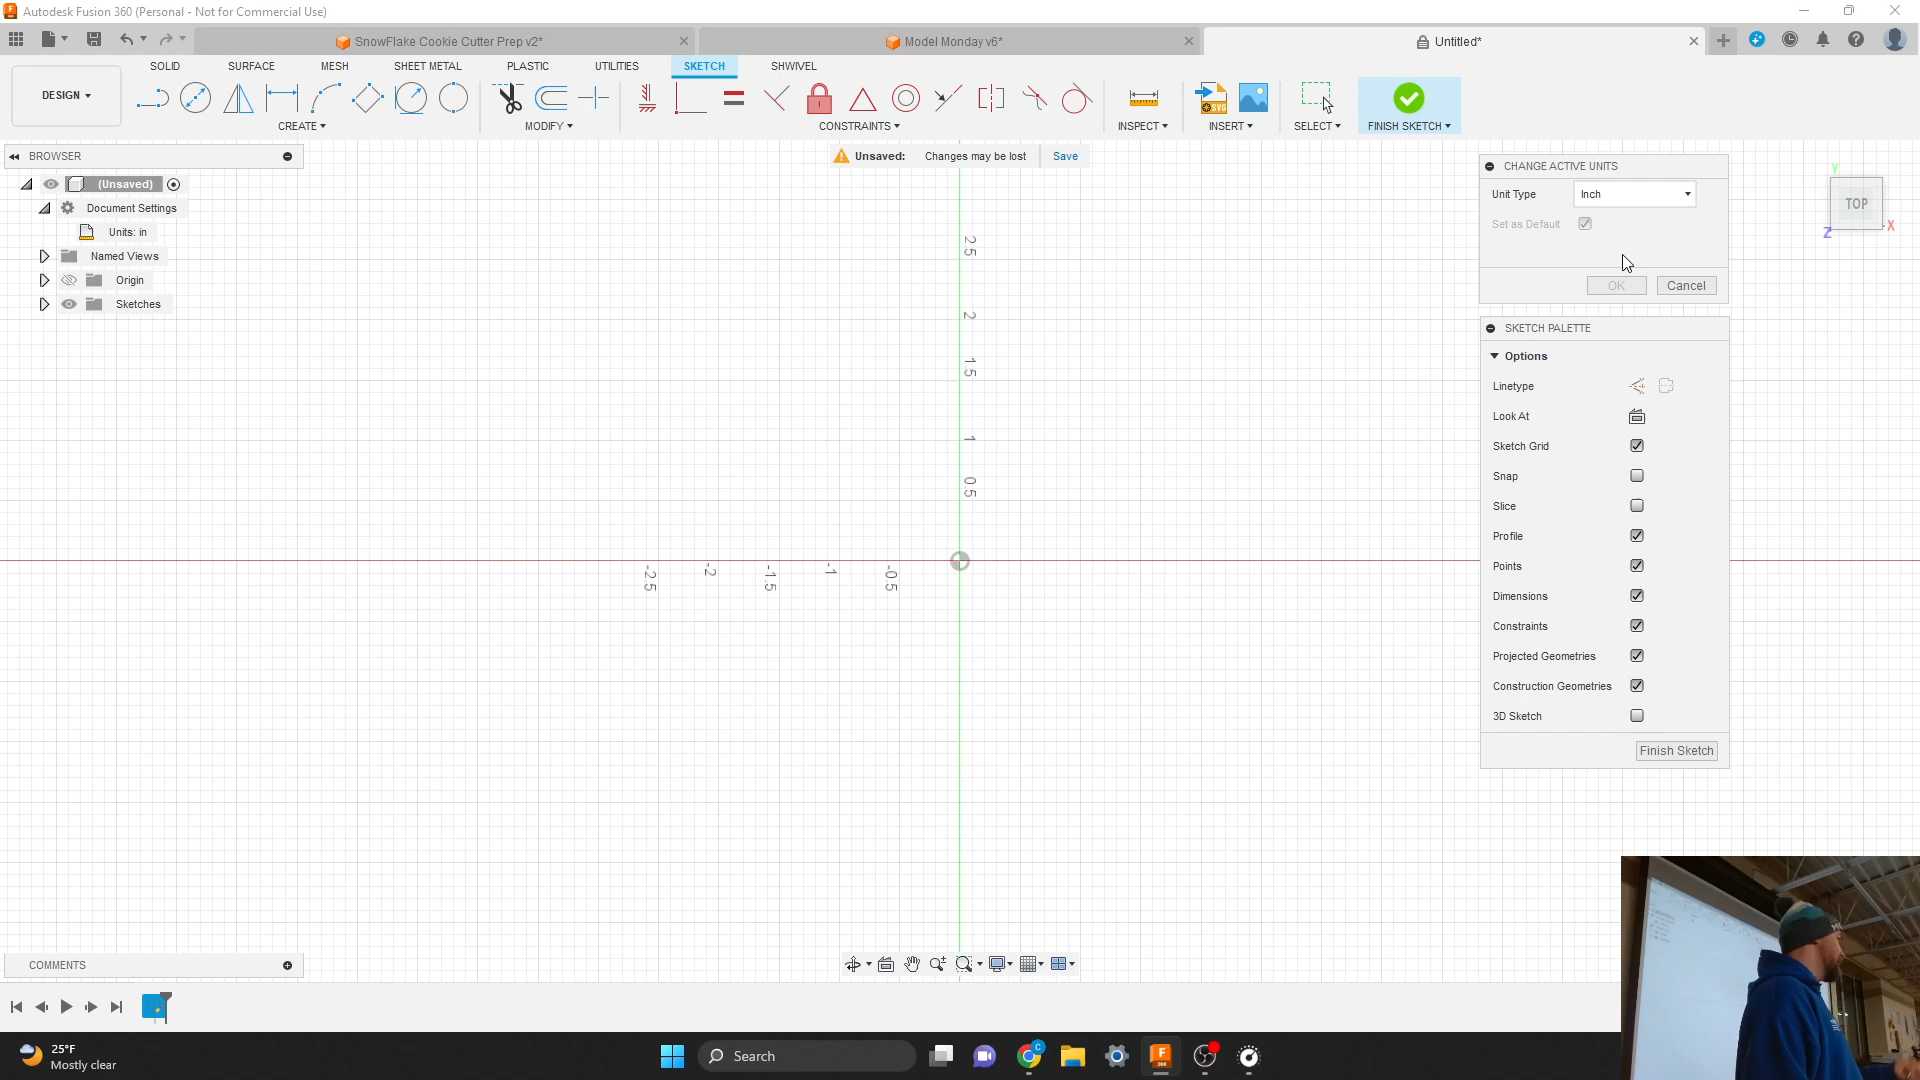 Autodesk Fusion 360 (Personal - Not for Commercial Use)
SnowFlake Cookie Cutter Prep v2*
Model Monday v6*
Untitled*
SOLID
SURFACE
MESH
SHEET METAL
PLASTIC
UTILITIES
SKETCH
SHWIVEL
DESIGN
CREATE
MODIFY
CONSTRAINTS
INSPECT
INSERT
SELECT
FINISH SKETCH
BROWSER
Unsaved: Changes may be lost Save
(Unsaved)
Document Settings
Units: in
Named Views
Origin
Sketches
CHANGE ACTIVE UNITS
Unit Type Inch
Set as Default
OK Cancel
TOP
Y
X
Z
2.5
2
1.5
1
0.5
-2.5 -2 -1.5 -1 -0.5
SKETCH PALETTE
Options
Linetype
Look At
Sketch Grid
Snap
Slice
Profile
Points
Dimensions
Constraints
Projected Geometries
Construction Geometries
3D Sketch
Finish Sketch
COMMENTS
25°F
Mostly clear
Search